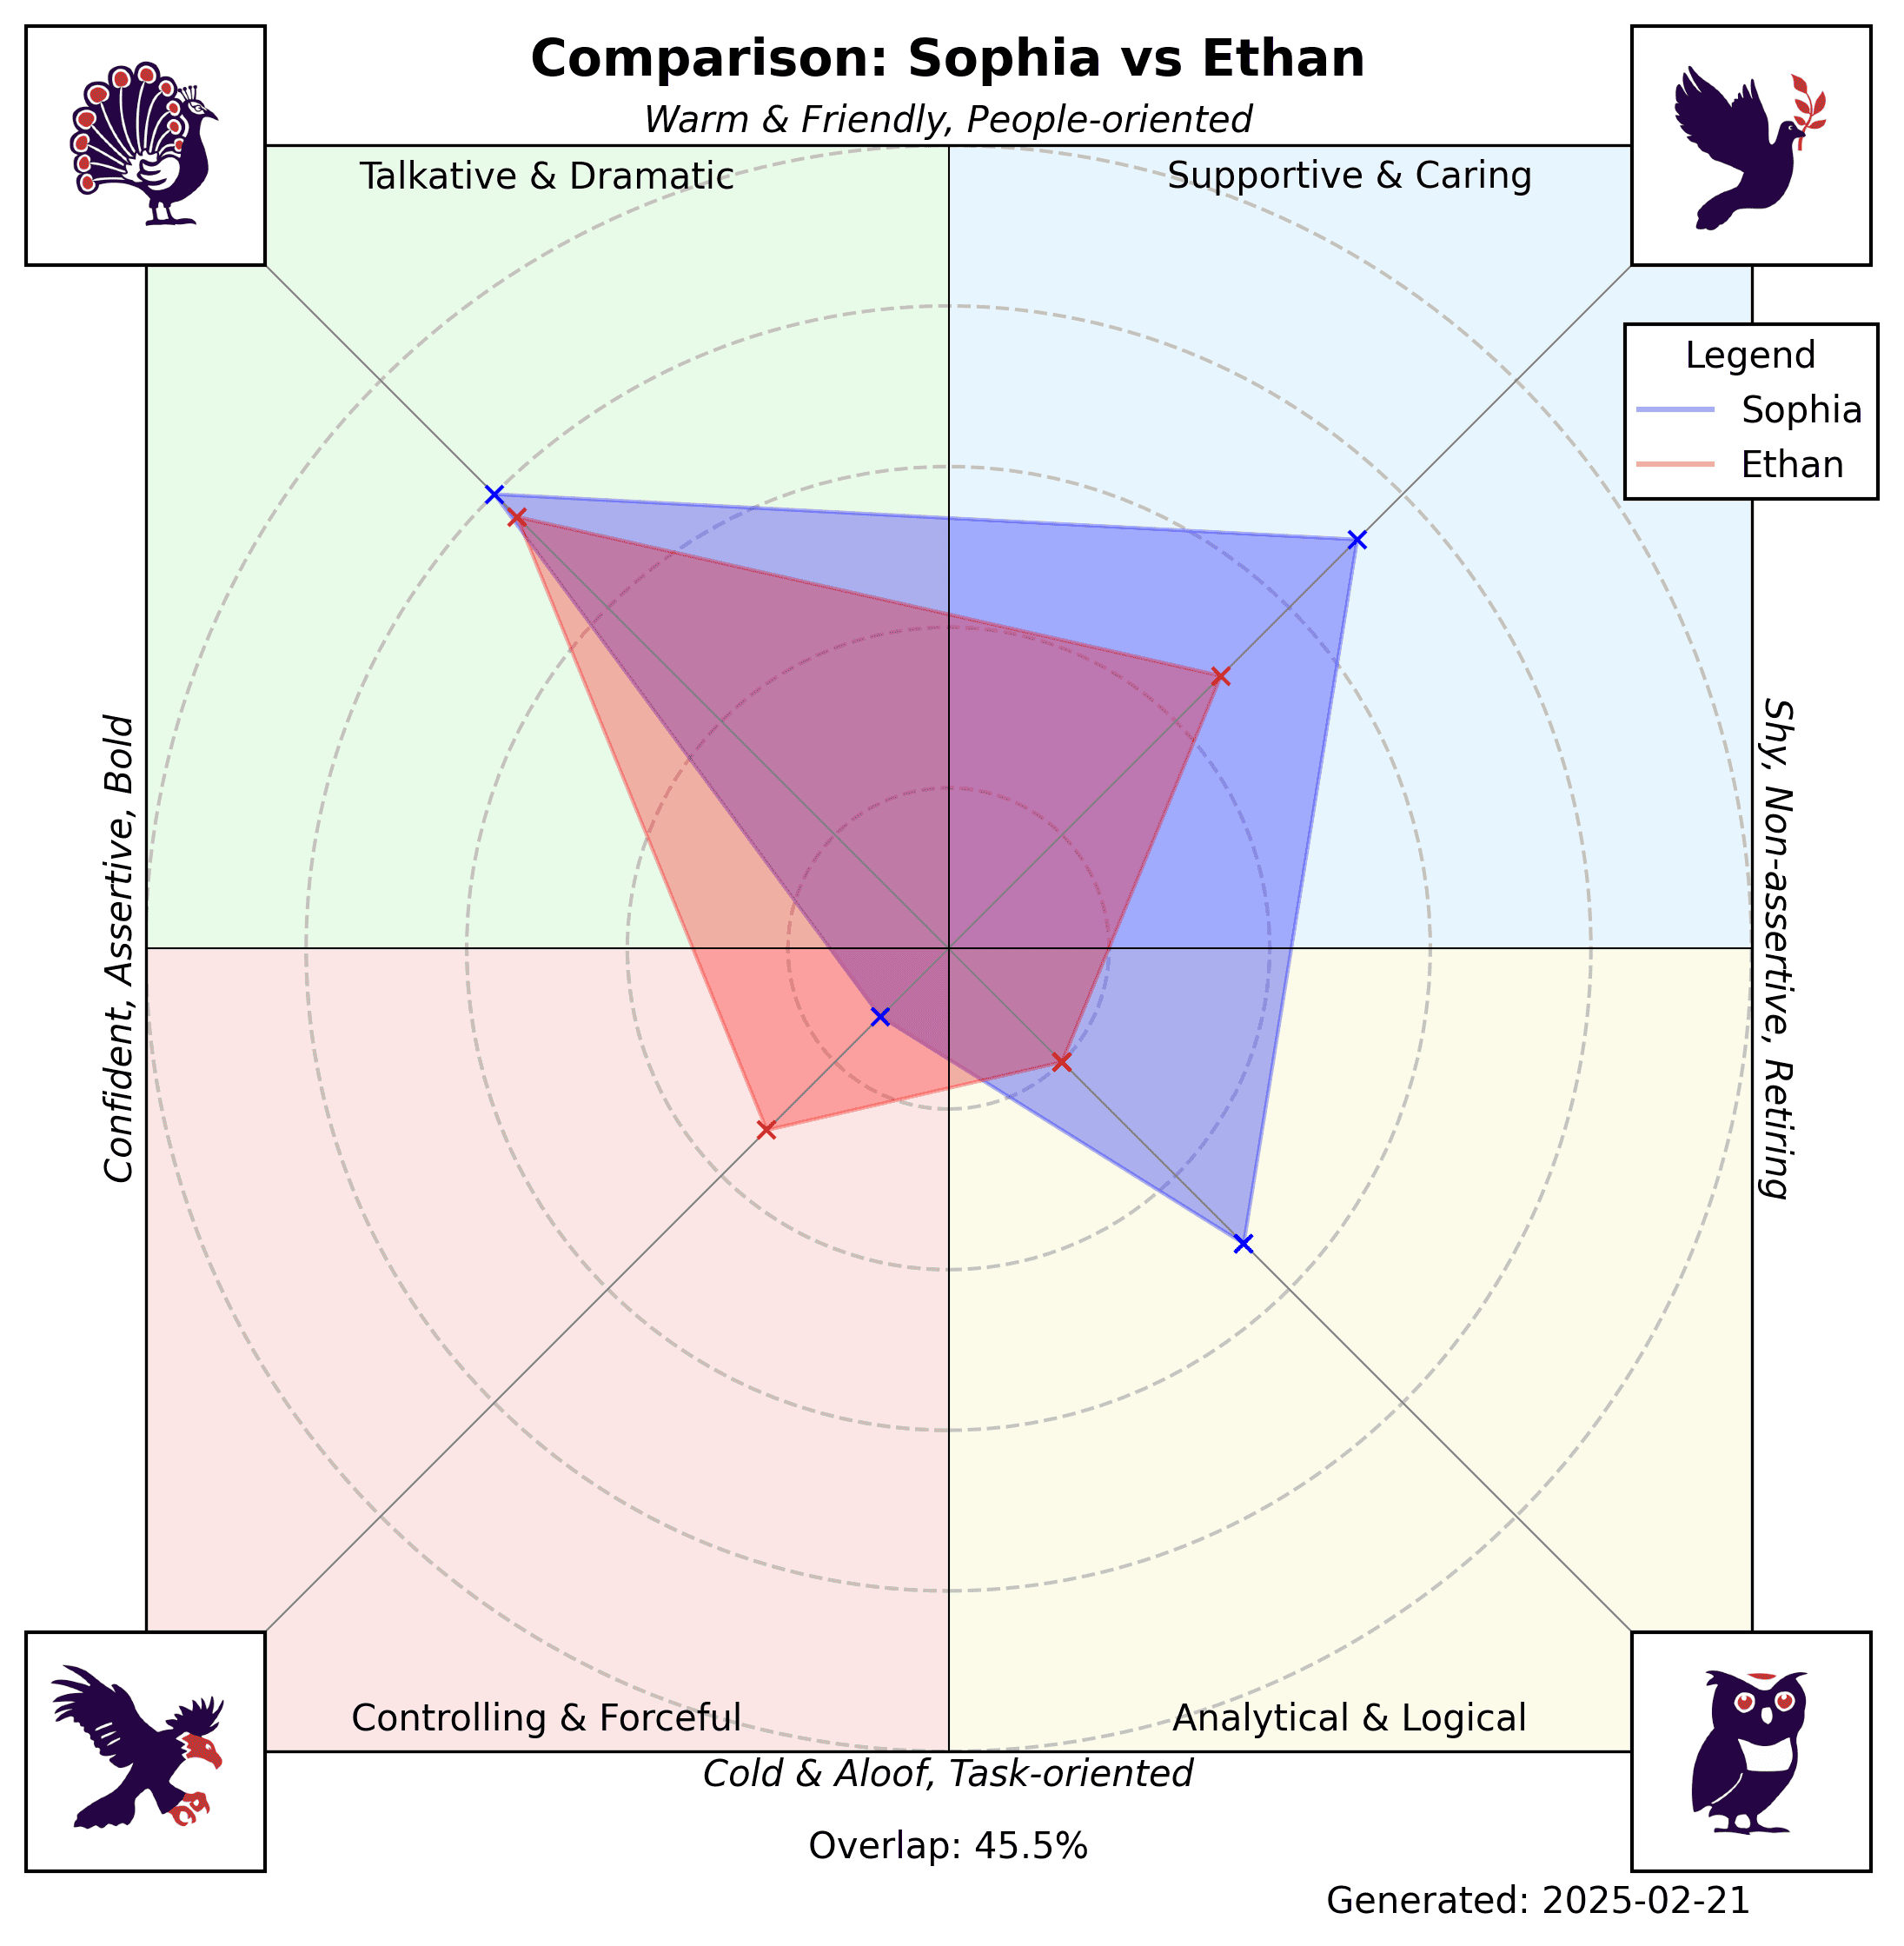 Comparison: Sophia vs Ethan
Warm & Friendly, People-oriented
Talkative & Dramatic
Supportive & Caring
Legend
Sophia
Ethan
Confident, Assertive, Bold
Shy, Non-assertive, Retiring
Controlling & Forceful
Analytical & Logical
Cold & Aloof, Task-oriented
Overlap: 45.5%
Generated: 2025-02-21